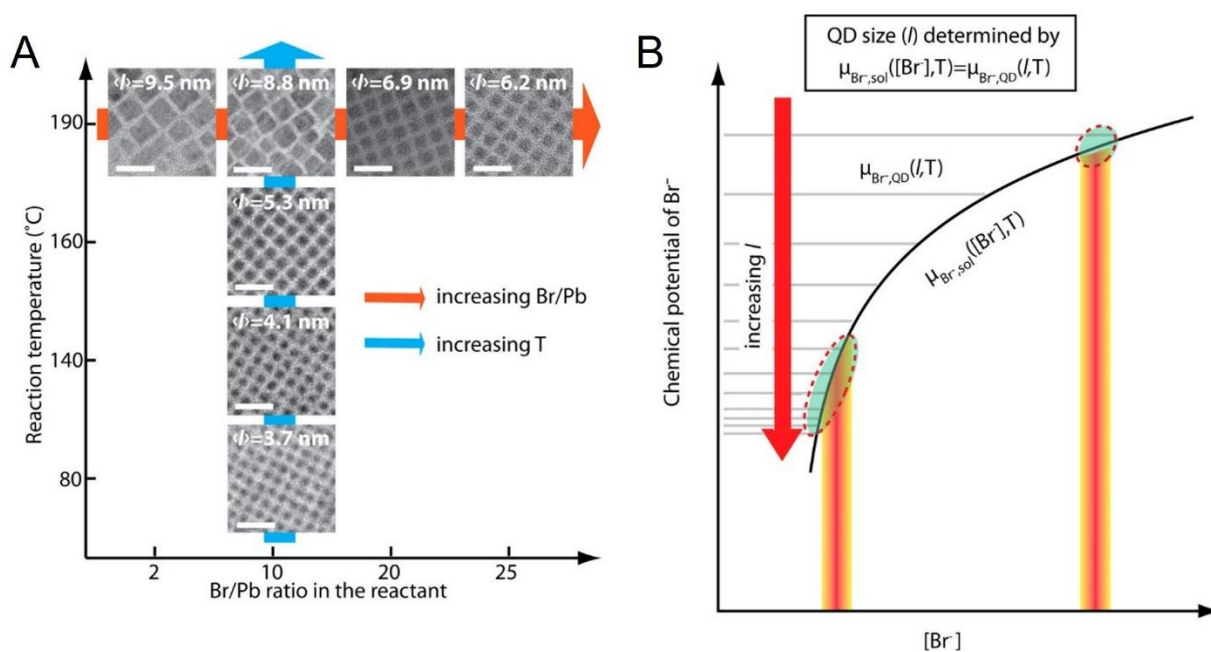 A
‹l›=9.5 nm
‹l›=8.8 nm
‹l›=6.9 nm
‹l›=6.2 nm
‹l›=5.3 nm
‹l›=4.1 nm
‹l›=3.7 nm
Reaction temperature (˚C)
190
160
140
80
increasing Br/Pb
increasing T
2
10
20
25
Br/Pb ratio in the reactant
B
QD size (l) determined by
μBr-,sol([Br-],T)=μBr-,QD(l,T)
Chemical potential of Br⁻
increasing l
μBr-,QD(l,T)
μBr-,sol([Br-],T)
[Br⁻]